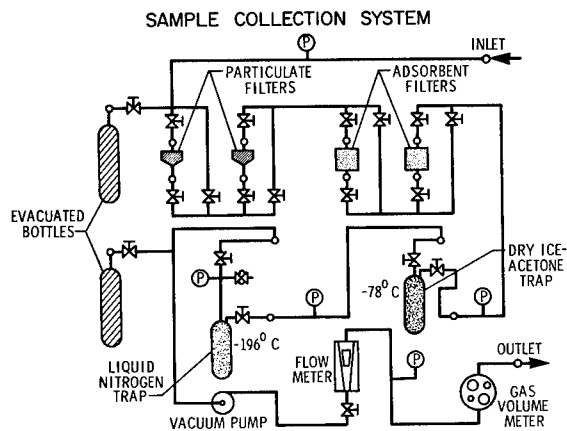 SAMPLE COLLECTION SYSTEM
P
INLET
PARTICULATE
FILTERS
ADSORBENT
FILTERS
EVACUATED
BOTTLES
DRY ICE-
ACETONE
TRAP
P
-78° C
P
P
-196° C
LIQUID
NITROGEN
TRAP
FLOW
METER
P
OUTLET
GAS
VOLUME
METER
VACUUM PUMP